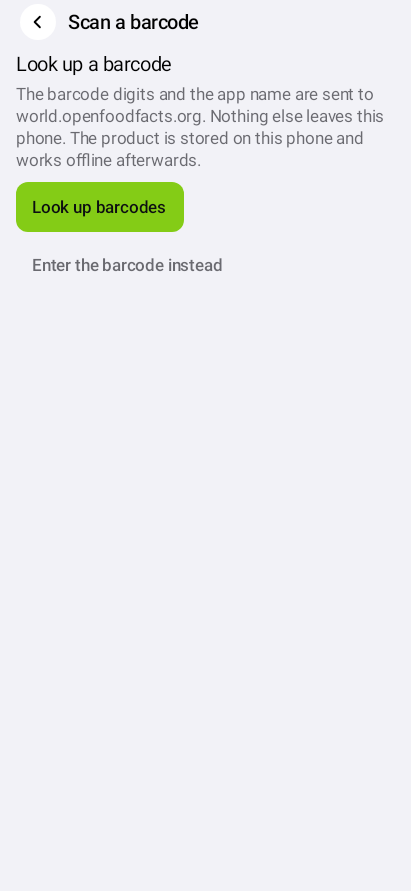 Scan a barcode
Look up a barcode
The barcode digits and the app name are sent to
world.openfoodfacts.org. Nothing else leaves this
phone. The product is stored on this phone and
works offline afterwards.
Look up barcodes
Enter the barcode instead